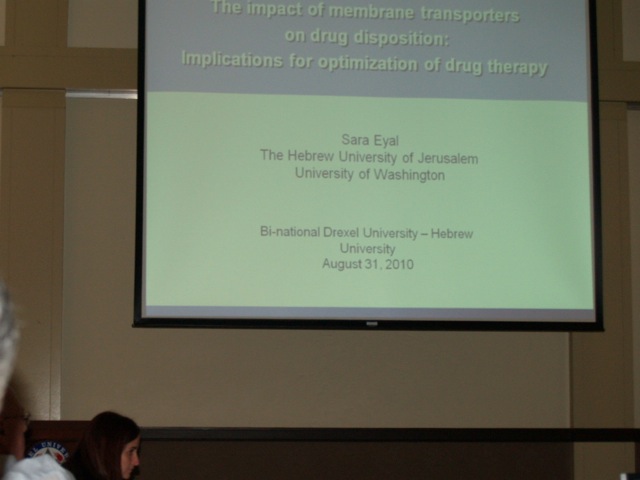 The impact of membrane transporters
on drug disposition:
Implications for optimization of drug therapy
Sara Eyal
The Hebrew University of Jerusalem
University of Washington
Bi-national Drexel University – Hebrew
University
August 31, 2010